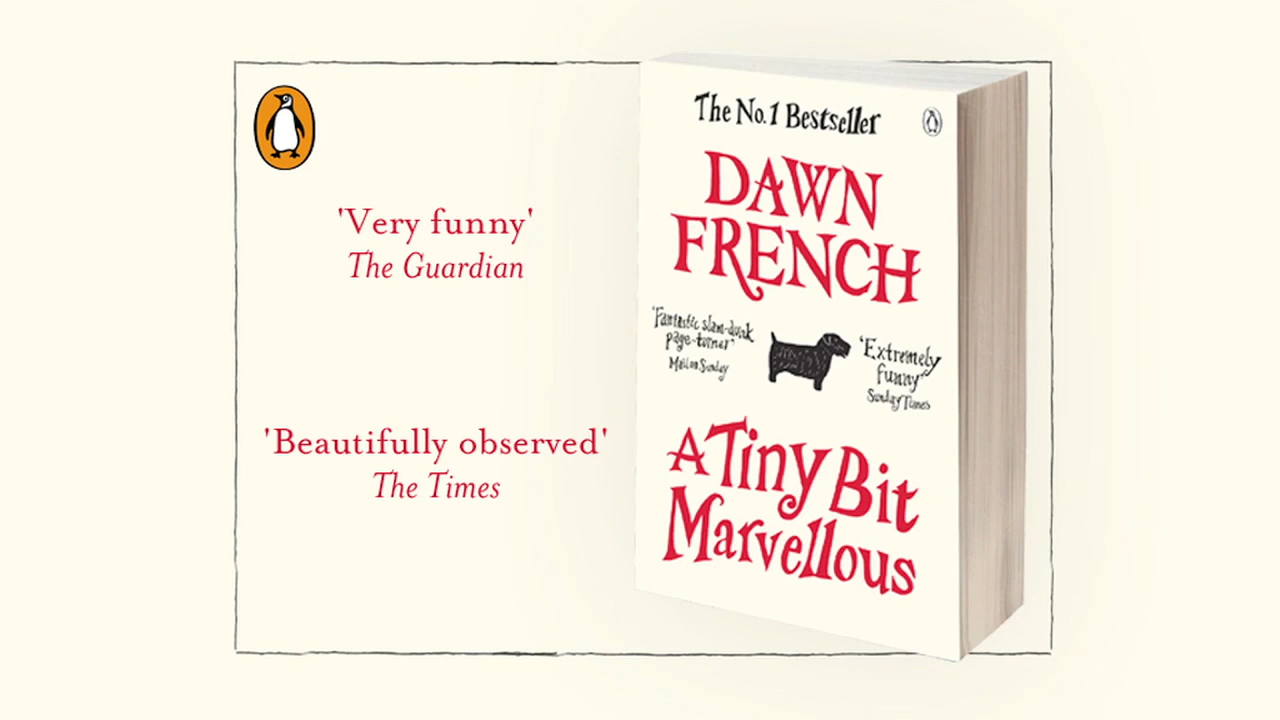 'Very funny'
The Guardian
'Beautifully observed'
The Times
The No.1 Bestseller
DAWN
FRENCH
'Fantastic slam-dunk
page-turner'
Mail on Sunday
'Extremely
funny'
Sunday Times
A Tiny Bit
Marvellous